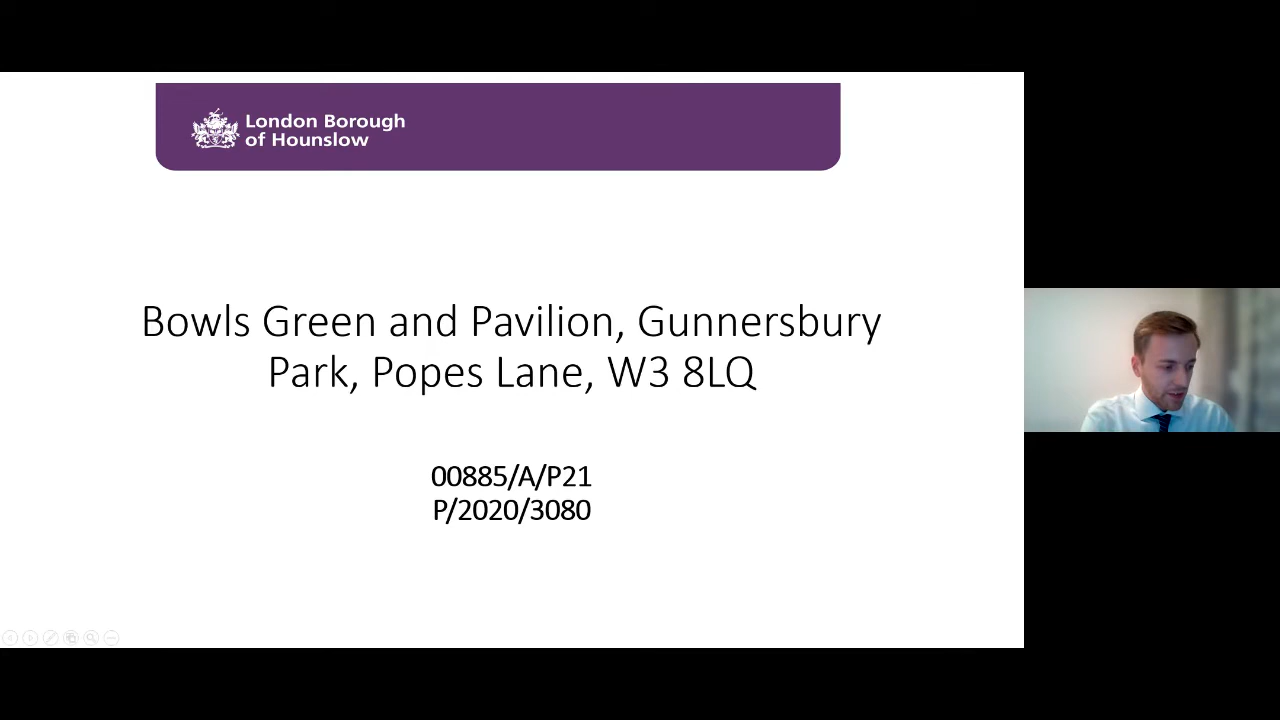 London Borough
of Hounslow
Bowls Green and Pavilion, Gunnersbury
Park, Popes Lane, W3 8LQ
00885/A/P21
P/2020/3080